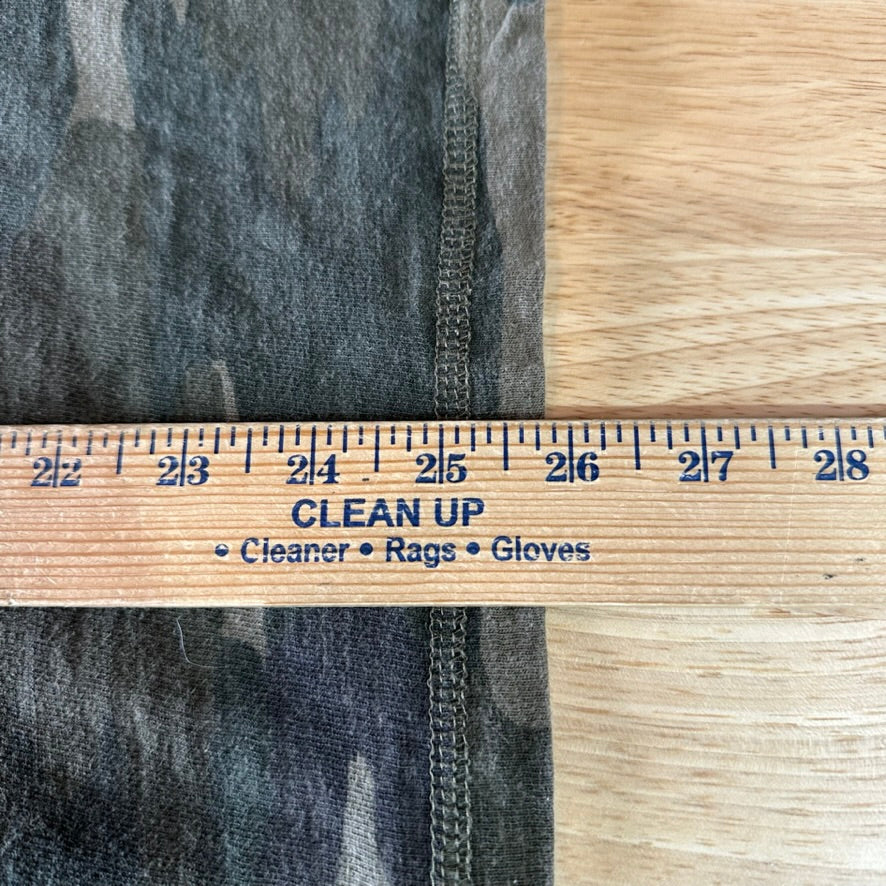 22 23 24 25 26 27 28
CLEAN UP
• Cleaner • Rags • Gloves